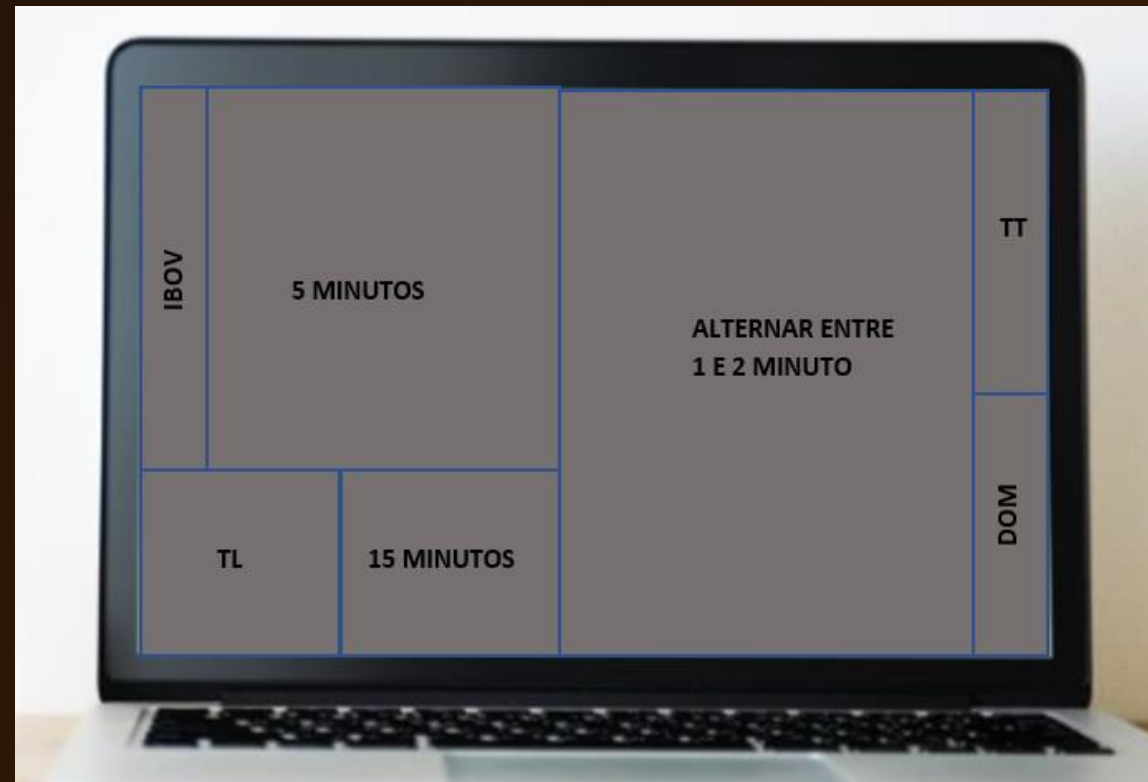 IBOV
5 MINUTOS
TL
15 MINUTOS
ALTERNAR ENTRE
1 E 2 MINUTO
TT
DOM